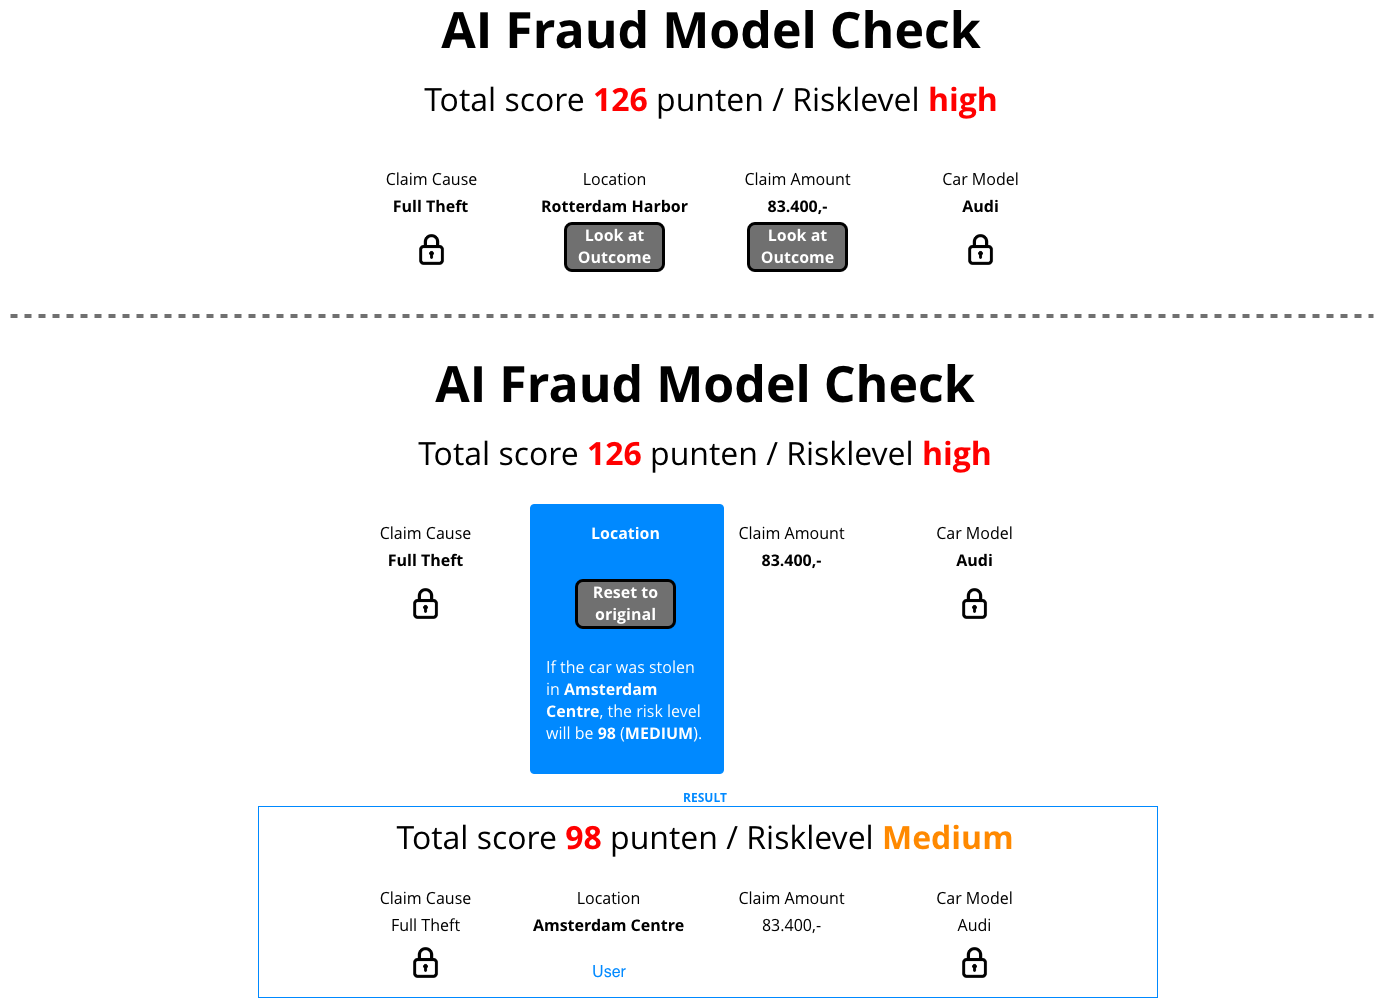 AI Fraud Model Check
Total score 126 punten / Risklevel high
Claim Cause
Full Theft
Location
Rotterdam Harbor
Look at
Outcome
Claim Amount
83.400,-
Look at
Outcome
Car Model
Audi
AI Fraud Model Check
Total score 126 punten / Risklevel high
Claim Cause
Full Theft
Location
Reset to
original
If the car was stolen
in Amsterdam
Centre, the risk level
will be 98 (MEDIUM).
Claim Amount
83.400,-
Car Model
Audi
RESULT
Total score 98 punten / Risklevel Medium
Claim Cause
Full Theft
Location
Amsterdam Centre
User
Claim Amount
83.400,-
Car Model
Audi